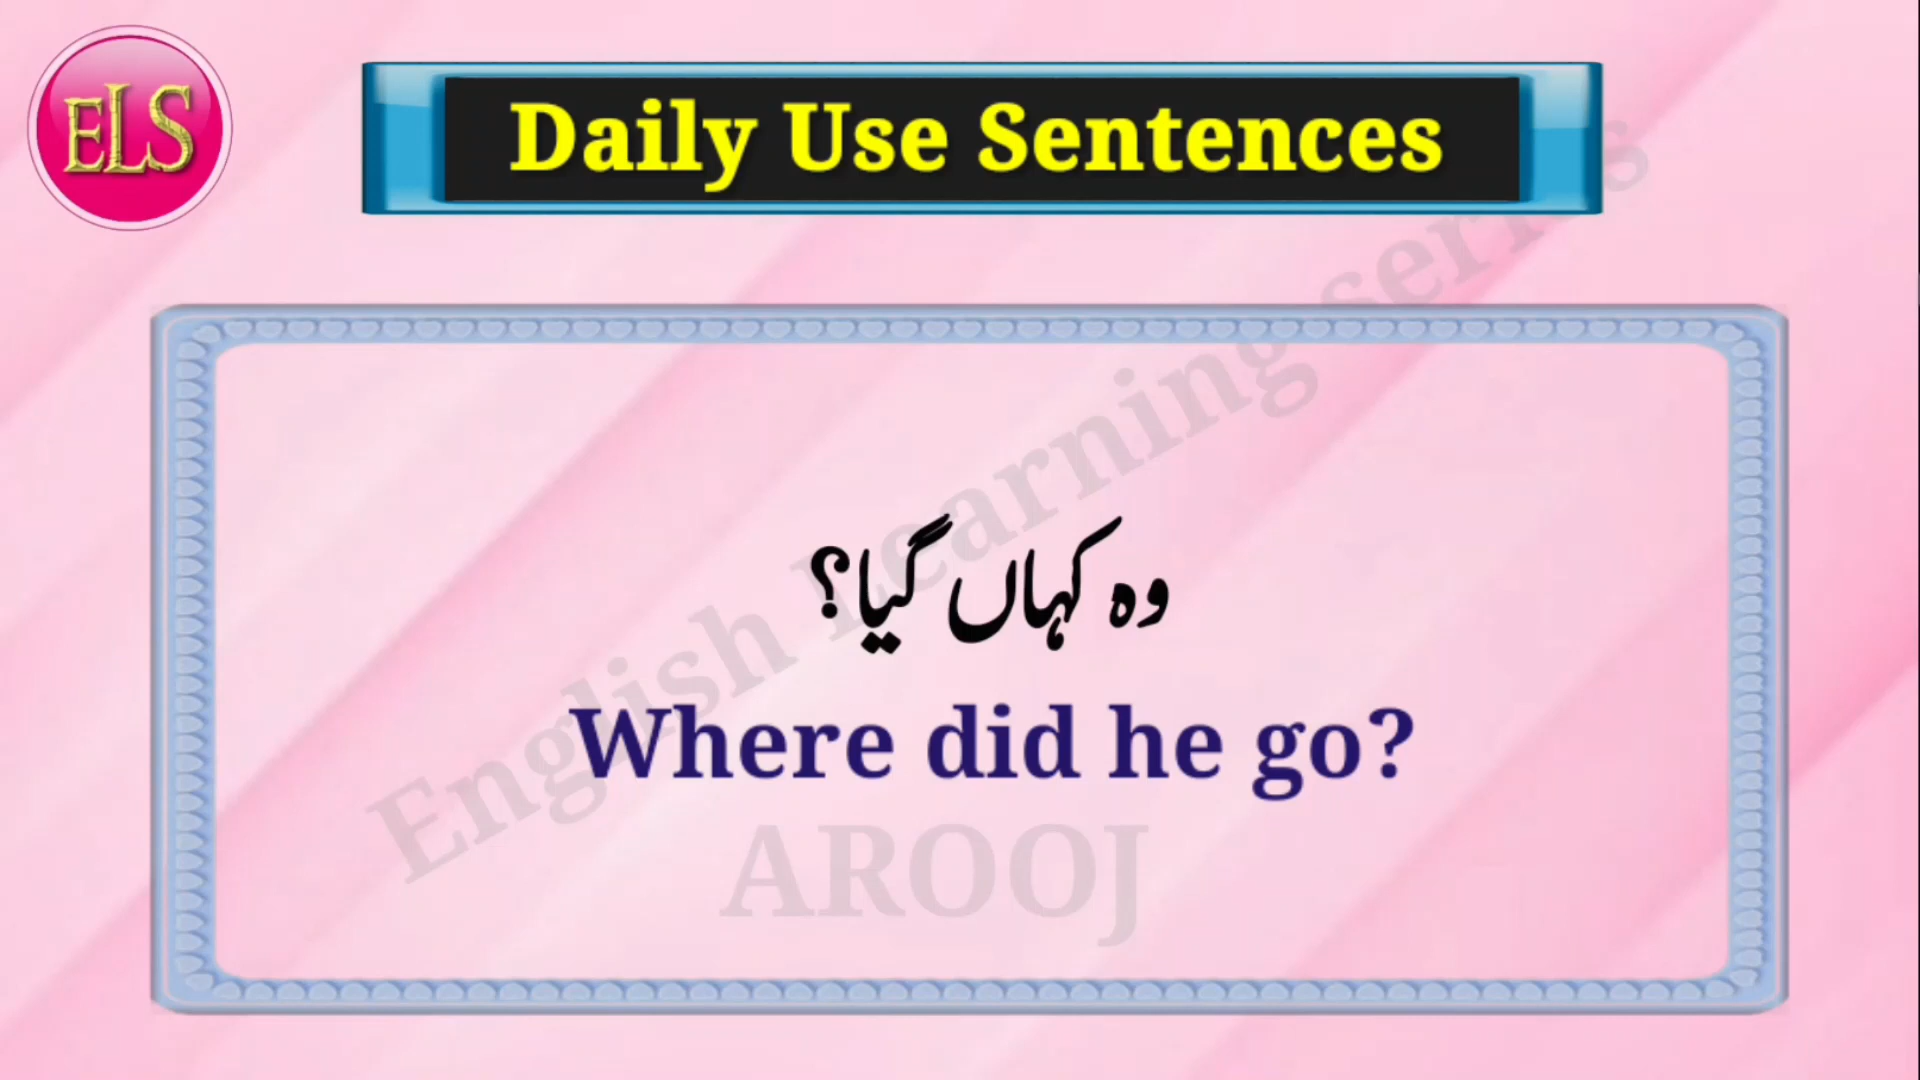 ELS
Daily Use Sentences
وہ کہاں گیا؟
Where did he go?
English Learning series
AROOJ